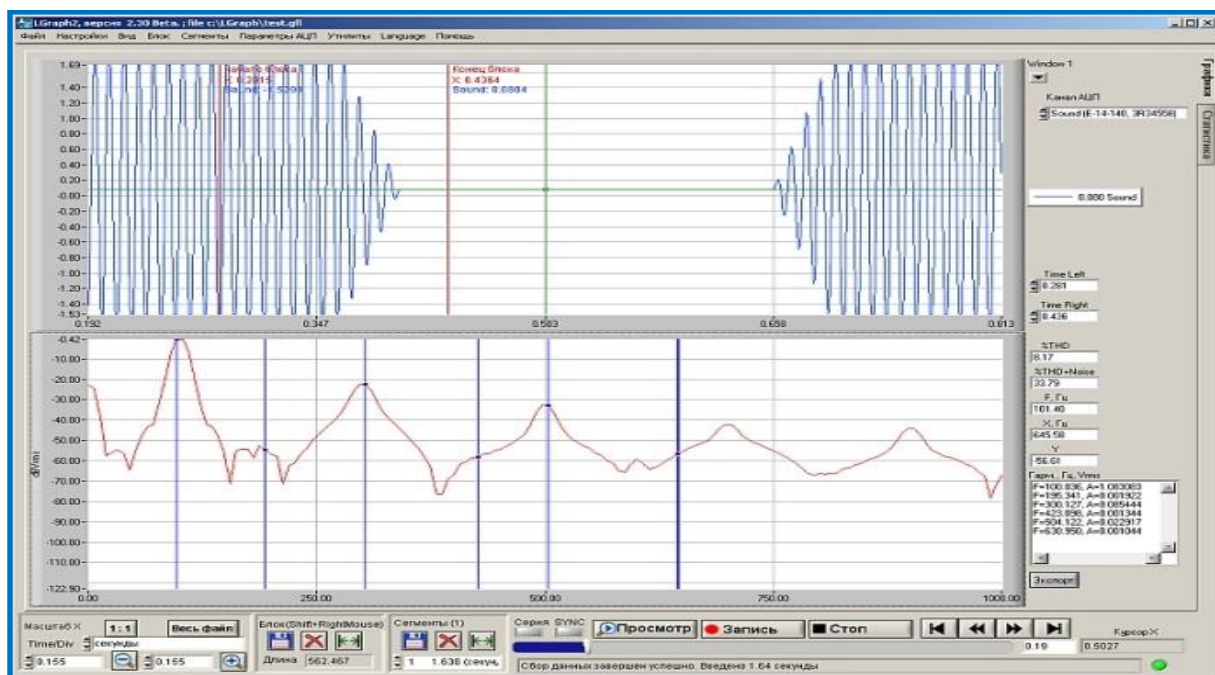 LGraph2, версия 2.30 Beta. ; file c:\LGraph\test.gfl
Файл Настройки Вид Блок Сегменты Параметры АЦП Утилиты Language Помощь
Начало блока
X: 0.2815
Конец блока
X: 0.4364
Sound: 0.6804
1.69
1.40
1.20
1.00
0.80
0.60
0.40
0.20
-0.00
-0.20
-0.40
-0.60
-0.80
-1.00
-1.20
-1.40
-1.53
0.192 0.347 0.503 0.658 0.813
Window 1
Канал АЦП
Sound (E-14-140, 3R34558)
0.080 Sound
Графики
Статистика
Time Left
0.281
Time Right
0.436
%THD
8.17
%THD+Noise
33.79
F, Гц
101.40
X, Гц
645.58
Y
-56.61
Гарм., Гц, Vrms
F=100.036, A=1.083083
F=195.341, A=0.001922
F=300.127, A=0.085444
F=423.898, A=0.001344
F=504.122, A=0.022917
F=630.950, A=0.001044
Экспорт
-0.42
-10.00
-20.00
-30.00
-40.00
-50.00
-60.00
-70.00
-80.00
-90.00
-100.00
-110.00
-122.90
0.00 250.00 500.00 750.00 1000.00
Масштаб X 1:1 Весь файл
Time/Div секунды
0.155 0.155
Блок(Shift+RightMouse)
Длина 562.467
Сегменты (1)
1 1.638 (секун,
Серия SYNC Просмотр Запись Стоп
0.19
Курсор X
0.5027
Сбор данных завершен успешно. Введено 1.64 секунды